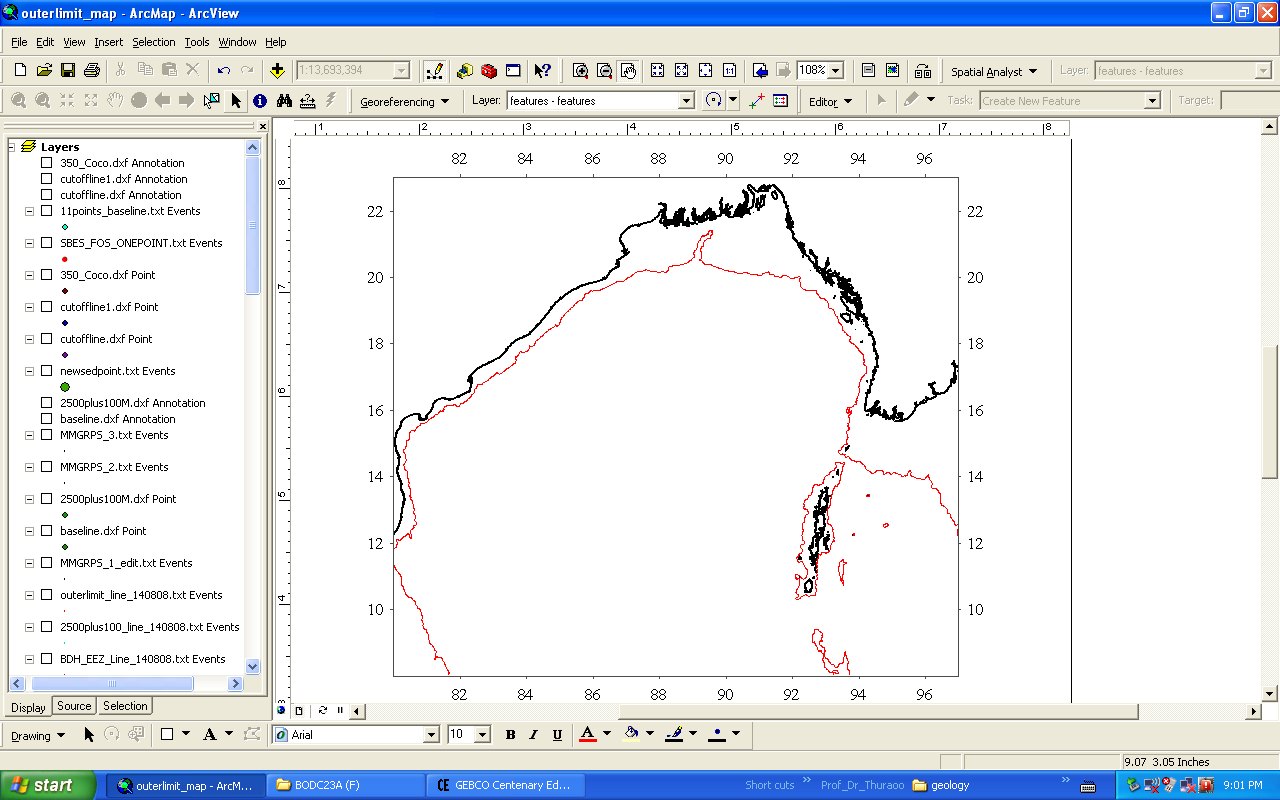 outerlimit_map - ArcMap - ArcView
File Edit View Insert Selection Tools Window Help
1:13,693,394 108% Spatial Analyst Layer: features - features
Georeferencing Layer: features - features Editor Task: Create New Feature Target:
Layers
350_Coco.dxf Annotation
cutoffline1.dxf Annotation
cutoffline.dxf Annotation
11points_baseline.txt Events
SBES_FOS_ONEPOINT.txt Events
350_Coco.dxf Point
cutoffline1.dxf Point
cutoffline.dxf Point
newsedpoint.txt Events
2500plus100M.dxf Annotation
baseline.dxf Annotation
MMGRPS_3.txt Events
MMGRPS_2.txt Events
2500plus100M.dxf Point
baseline.dxf Point
MMGRPS_1_edit.txt Events
outerlimit_line_140808.txt Events
2500plus100_line_140808.txt Events
BDH_EEZ_Line_140808.txt Events
Display Source Selection
1 2 3 4 5 6 7 8
8
7
6
5
4
3
82 84 86 88 90 92 94 96
22 22
20 20
18 18
16 16
14 14
12 12
10 10
82 84 86 88 90 92 94 96
Drawing A Arial 10 B I U A
9.07 3.05 Inches
start outerlimit_map - ArcM... BODC23A (F) GEBCO Centenary Ed... Short cuts Prof_Dr_Thuraoo geology 9:01 PM